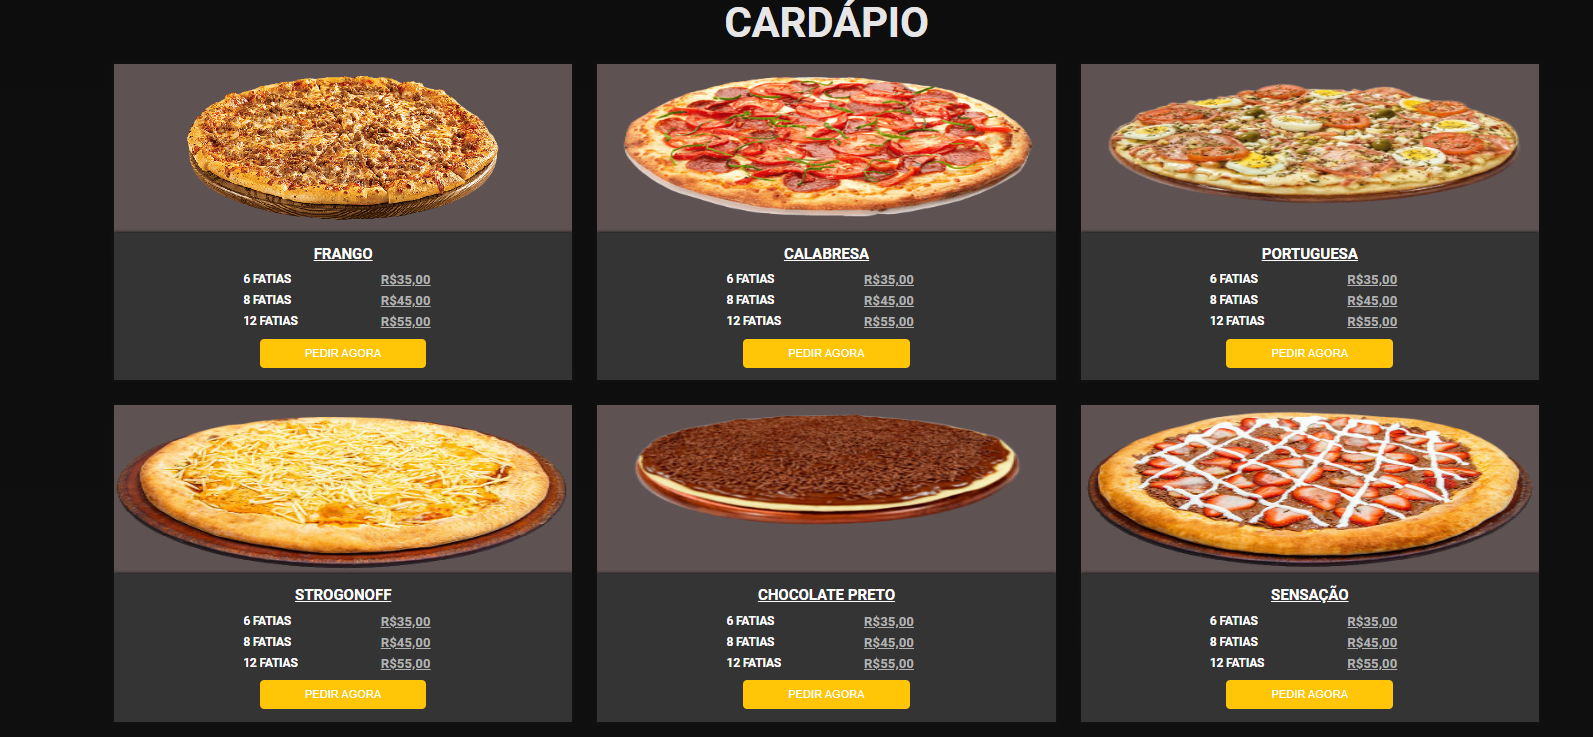 CARDÁPIO
FRANGO
6 FATIAS R$35,00
8 FATIAS R$45,00
12 FATIAS R$55,00
PEDIR AGORA
CALABRESA
6 FATIAS R$35,00
8 FATIAS R$45,00
12 FATIAS R$55,00
PEDIR AGORA
PORTUGUESA
6 FATIAS R$35,00
8 FATIAS R$45,00
12 FATIAS R$55,00
PEDIR AGORA
STROGONOFF
6 FATIAS R$35,00
8 FATIAS R$45,00
12 FATIAS R$55,00
PEDIR AGORA
CHOCOLATE PRETO
6 FATIAS R$35,00
8 FATIAS R$45,00
12 FATIAS R$55,00
PEDIR AGORA
SENSAÇÃO
6 FATIAS R$35,00
8 FATIAS R$45,00
12 FATIAS R$55,00
PEDIR AGORA